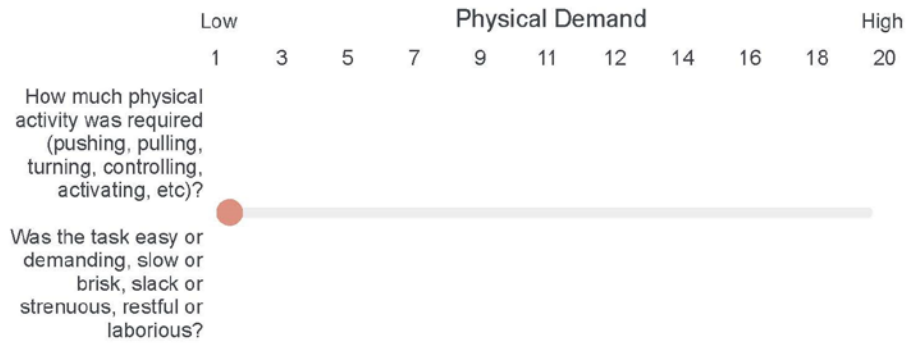 Low Physical Demand High
1 3 5 7 9 11 12 14 16 18 20
How much physical
activity was required
(pushing, pulling,
turning, controlling,
activating, etc)?
Was the task easy or
demanding, slow or
brisk, slack or
strenuous, restful or
laborious?